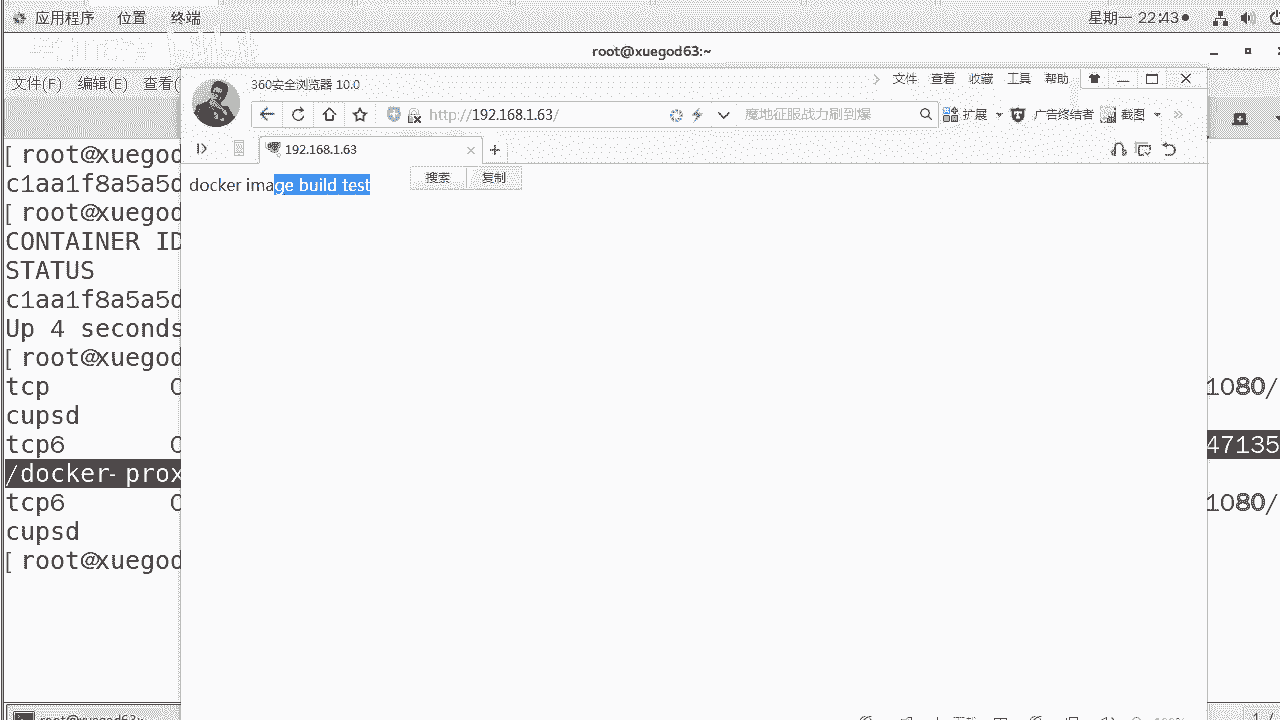 应用程序 位置 终端 星期一 22:43
root@xuegod63:~
文件(F) 编辑(E) 查看(
360安全浏览器 10.0 文件 查看 收藏 工具 帮助
http://192.168.1.63/ 魔地征服战力刷到爆 扩展 广告终结者 截图 »
192.168.1.63
docker image build test 搜索 复制
[ root@xuegod
c1aa1f8a5a5d
[ root@xuegod
CONTAINER ID
STATUS
c1aa1f8a5a5d
Up 4 seconds
[ root@xuegod
tcp 1080/
cupsd
tcp6 47135
/docker-prox
tcp6 1080/
cupsd
[ root@xuegod
root@xuegod63:~